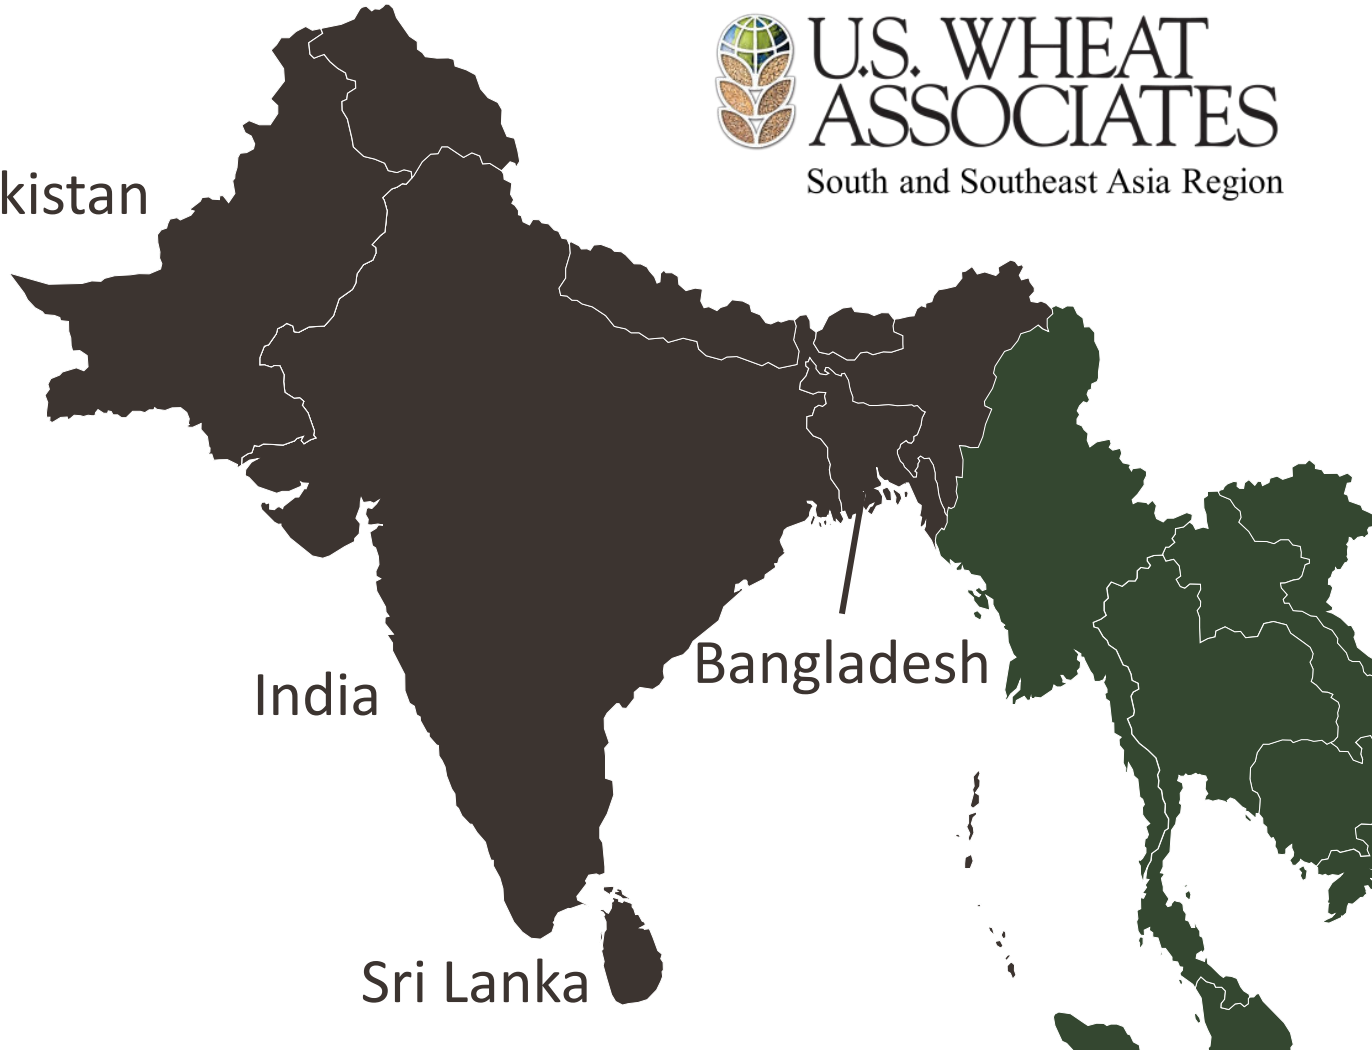 U.S. WHEAT
ASSOCIATES
South and Southeast Asia Region
kistan
Bangladesh
India
Sri Lanka